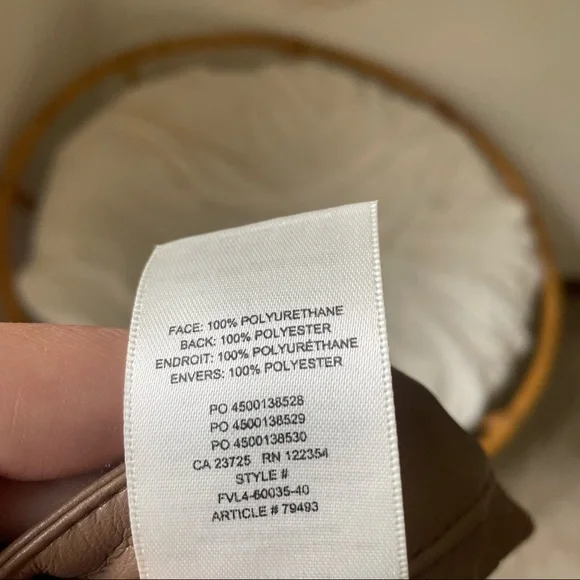 FACE: 100% POLYURETHANE
BACK: 100% POLYESTER
ENDROIT: 100% POLYURÉTHANE
ENVERS: 100% POLYESTER
PO 4500138528
PO 4500138529
PO 4500138530
CA 23725 RN 122354
STYLE #
FVL4-60035-40
ARTICLE # 79493